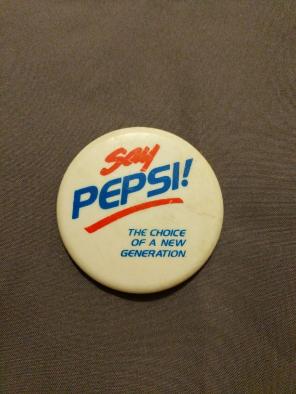 Say
PEPSI!
THE CHOICE
OF A NEW
GENERATION